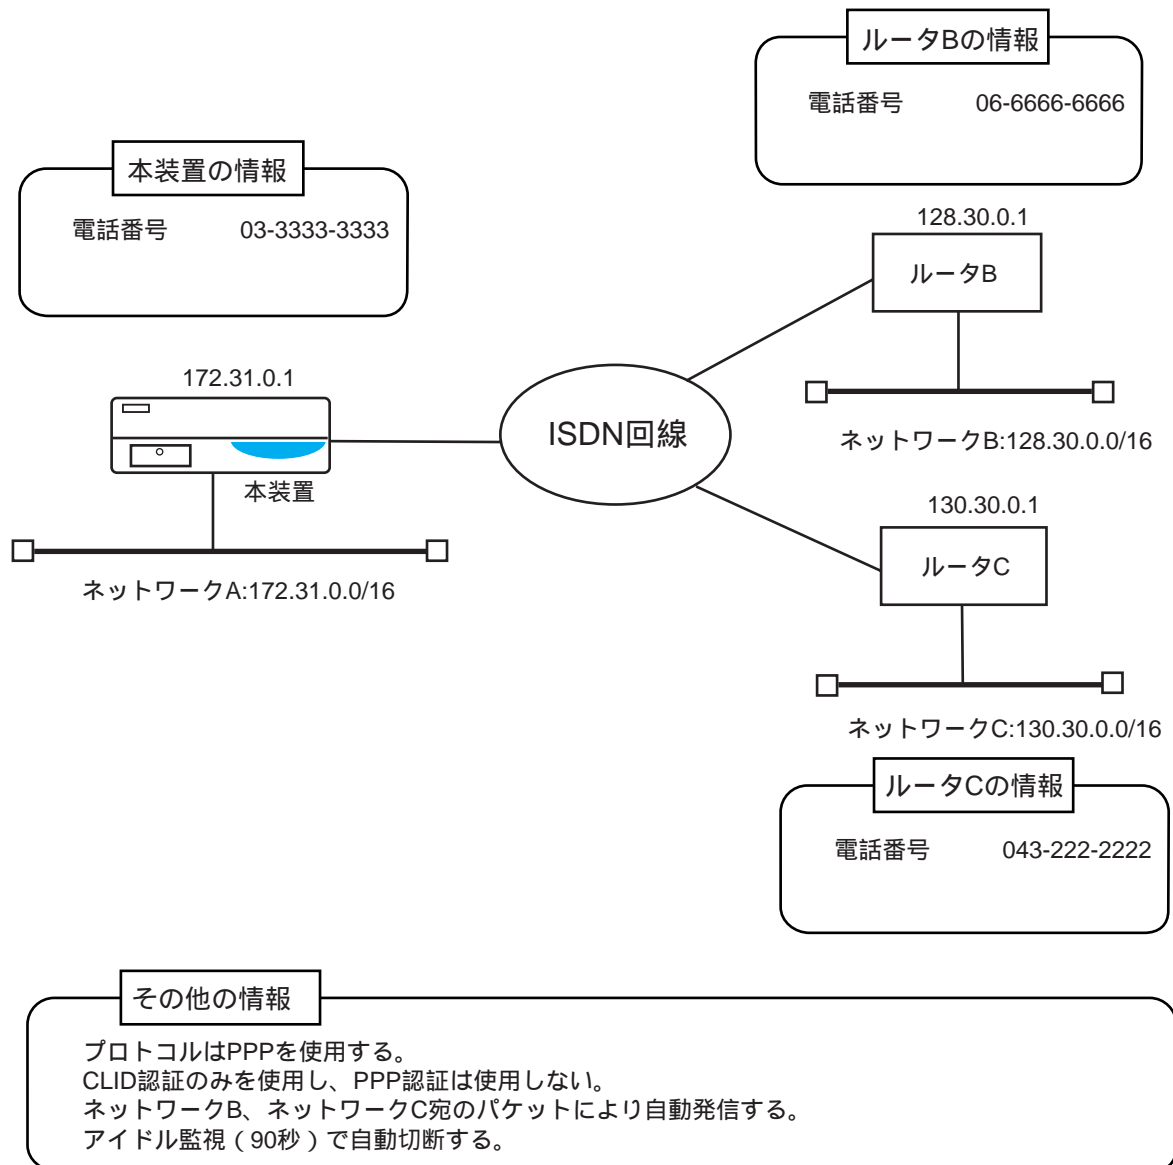 ルータBの情報
電話番号 06-6666-6666
本装置の情報
電話番号 03-3333-3333
128.30.0.1
ルータB
172.31.0.1
ISDN回線
ネットワークB:128.30.0.0/16
本装置
130.30.0.1
ルータC
ネットワークA:172.31.0.0/16
ネットワークC:130.30.0.0/16
ルータCの情報
電話番号 043-222-2222
その他の情報
プロトコルはPPPを使用する。
CLID認証のみを使用し、PPP認証は使用しない。
ネットワークB、ネットワークC宛のパケットにより自動発信する。
アイドル監視(90秒)で自動切断する。